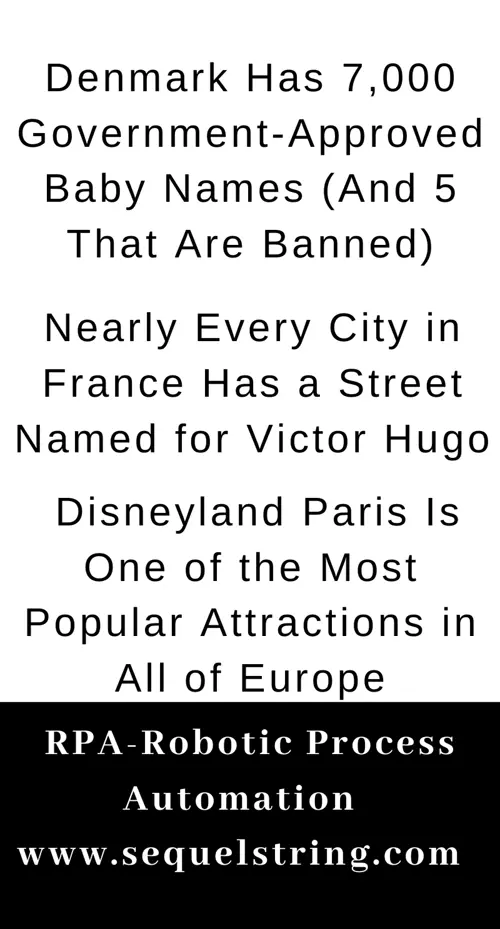 Denmark Has 7,000
Government-Approved
Baby Names (And 5
That Are Banned)
Nearly Every City in
France Has a Street
Named for Victor Hugo
Disneyland Paris Is
One of the Most
Popular Attractions in
All of Europe
RPA-Robotic Process
Automation
www.sequelstring.com